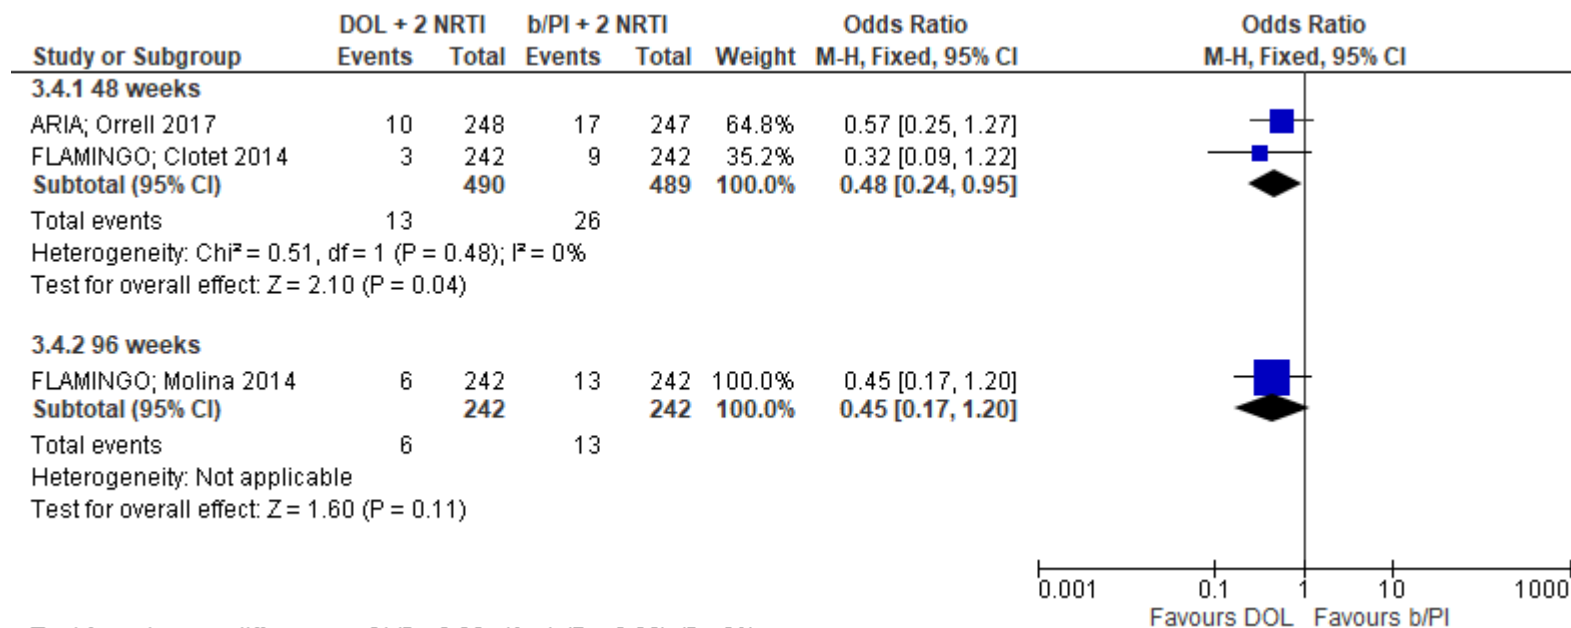 DOL + 2 NRTI b/PI + 2 NRTI Odds Ratio Odds Ratio
Study or Subgroup Events Total Events Total Weight M-H, Fixed, 95% CI M-H, Fixed, 95% CI
3.4.1 48 weeks
ARIA; Orrell 2017 10 248 17 247 64.8% 0.57 [0.25, 1.27]
FLAMINGO; Clotet 2014 3 242 9 242 35.2% 0.32 [0.09, 1.22]
Subtotal (95% CI) 490 489 100.0% 0.48 [0.24, 0.95]
Total events 13 26
Heterogeneity: Chi² = 0.51, df = 1 (P = 0.48); I² = 0%
Test for overall effect: Z = 2.10 (P = 0.04)
3.4.2 96 weeks
FLAMINGO; Molina 2014 6 242 13 242 100.0% 0.45 [0.17, 1.20]
Subtotal (95% CI) 242 242 100.0% 0.45 [0.17, 1.20]
Total events 6 13
Heterogeneity: Not applicable
Test for overall effect: Z = 1.60 (P = 0.11)
0.001 0.1 1 10 1000
Favours DOL Favours b/PI